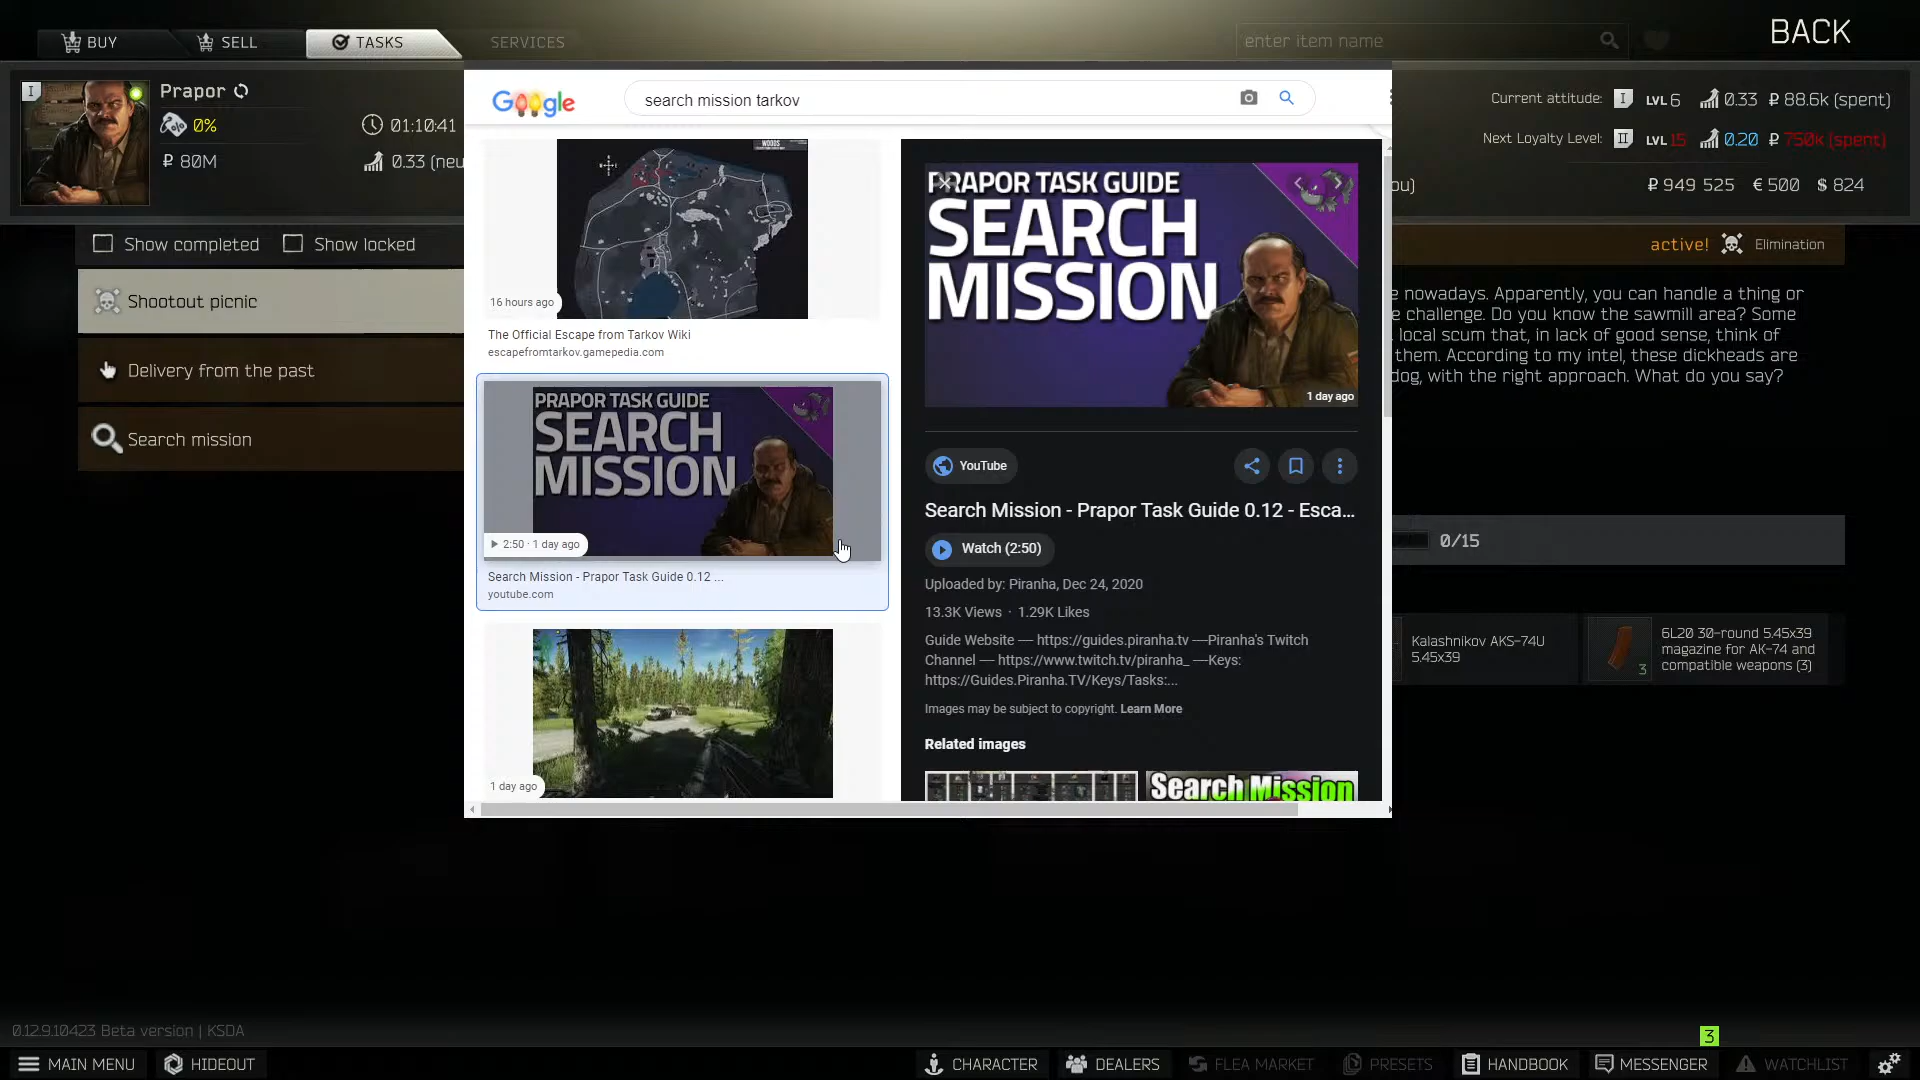 BUY
SELL
TASKS
SERVICES
enter item name
BACK
I
Prapor
0%
01:10:41
₽ 80M
0.33 (neu
Current attitude: I LVL 6 0.33 ₽ 88.6k (spent)
Next Loyalty Level: II LVL 15 0.20 ₽ 750k (spent)
ou)
₽ 949 525 € 500 $ 824
Show completed
Show locked
Shootout picnic
Delivery from the past
Search mission
Google
search mission tarkov
WOODS
16 hours ago
The Official Escape from Tarkov Wiki
escapefromtarkov.gamepedia.com
PRAPOR TASK GUIDE
SEARCH
MISSION
2:50 · 1 day ago
Search Mission - Prapor Task Guide 0.12 ...
youtube.com
1 day ago
PRAPOR TASK GUIDE
SEARCH
MISSION
1 day ago
YouTube
Search Mission - Prapor Task Guide 0.12 - Esca...
Watch (2:50)
Uploaded by: Piranha, Dec 24, 2020
13.3K Views · 1.29K Likes
Guide Website — https://guides.piranha.tv —Piranha's Twitch
Channel — https://www.twitch.tv/piranha_ —Keys:
https://Guides.Piranha.TV/Keys/Tasks:...
Images may be subject to copyright. Learn More
Related images
Search Mission
active!
Elimination
e nowadays. Apparently, you can handle a thing or
e challenge. Do you know the sawmill area? Some
local scum that, in lack of good sense, think of
them. According to my intel, these dickheads are
dog, with the right approach. What do you say?
0/15
Kalashnikov AKS-74U
5.45x39
3
6L20 30-round 5.45x39
magazine for AK-74 and
compatible weapons (3)
0.12.9.10423 Beta version | KSDA
3
MAIN MENU
HIDEOUT
CHARACTER
DEALERS
FLEA MARKET
PRESETS
HANDBOOK
MESSENGER
WATCHLIST